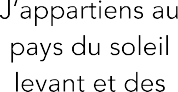 J'appartiens au
pays du soleil
levant et des